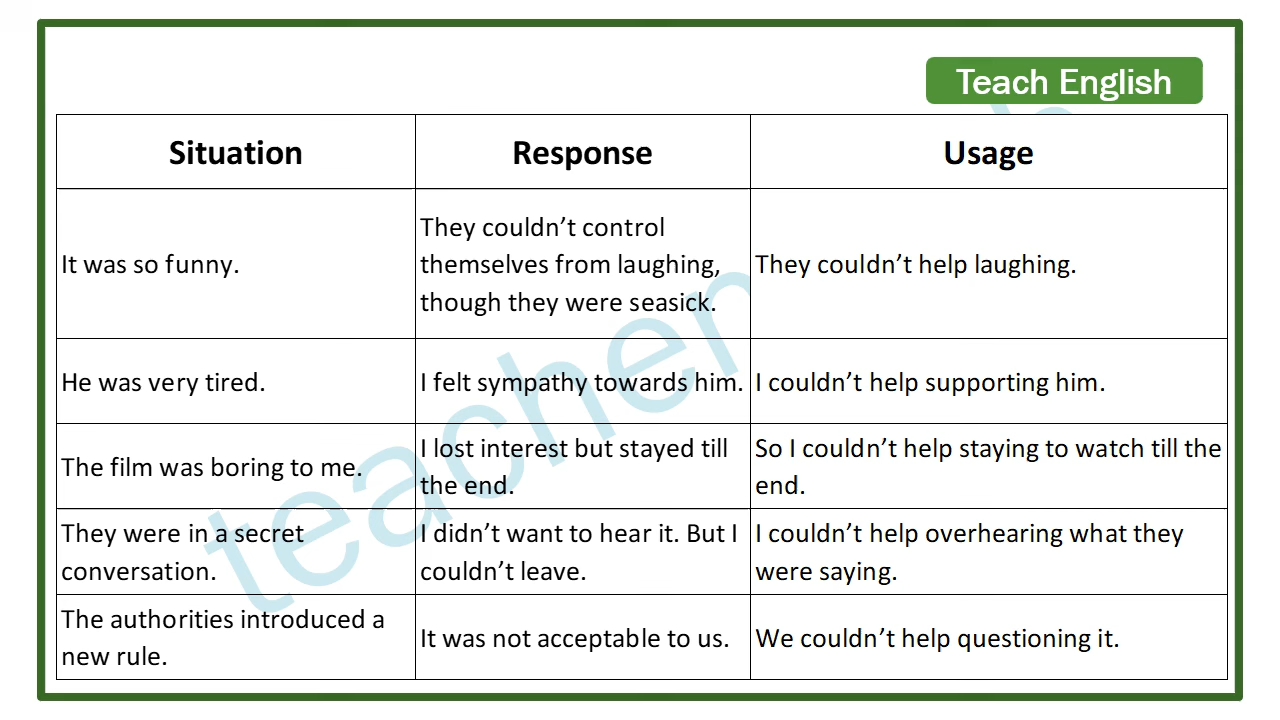 Teach English
Situation
Response
Usage
It was so funny.
They couldn’t control
themselves from laughing,
though they were seasick.
They couldn’t help laughing.
He was very tired.
I felt sympathy towards him.
I couldn’t help supporting him.
The film was boring to me.
I lost interest but stayed till
the end.
So I couldn’t help staying to watch till the
end.
They were in a secret
conversation.
I didn’t want to hear it. But I
couldn’t leave.
I couldn’t help overhearing what they
were saying.
The authorities introduced a
new rule.
It was not acceptable to us.
We couldn’t help questioning it.
teacher